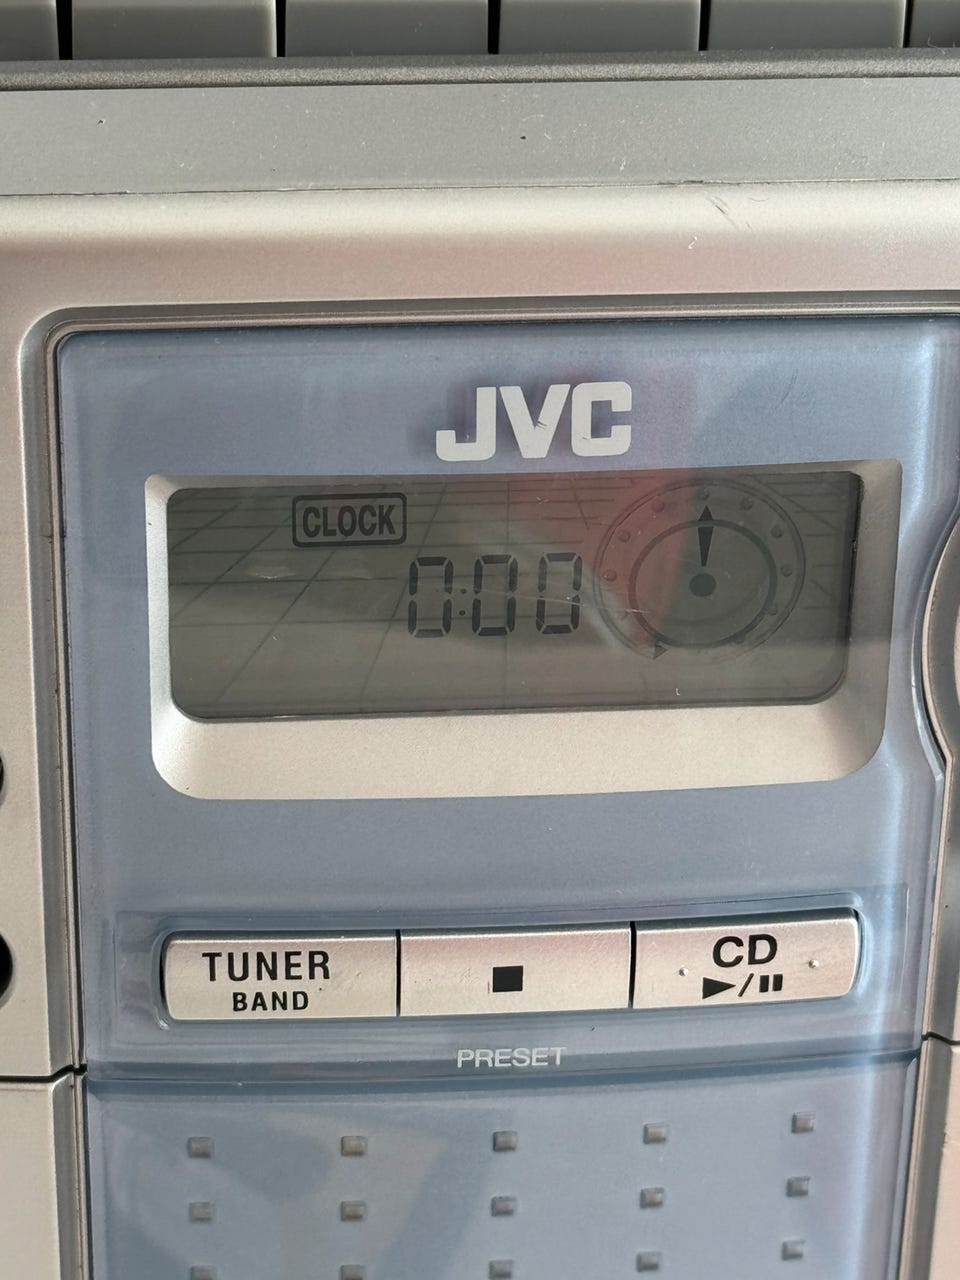 JVC
CLOCK
0:00
TUNER
BAND
■
CD
▶/⏸
PRESET